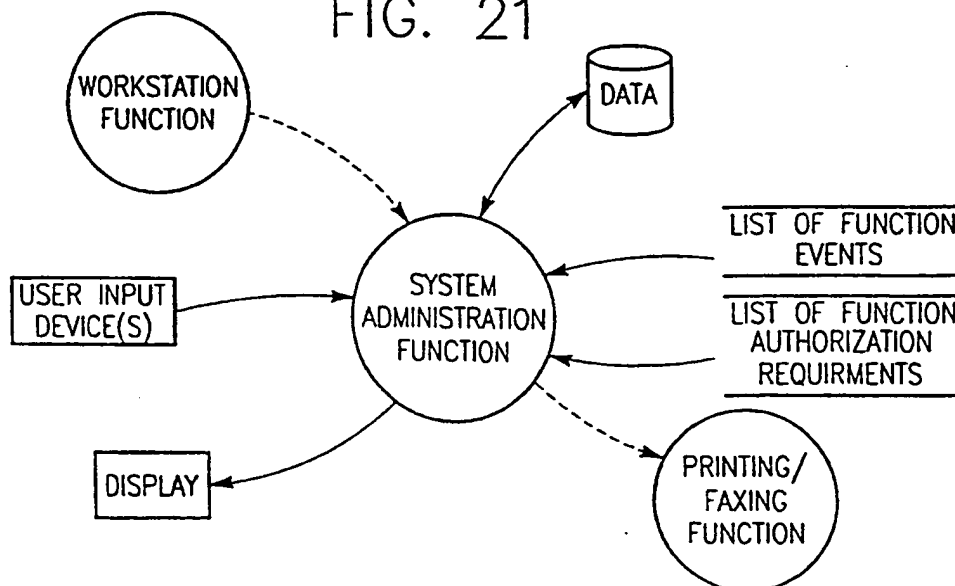 FIG. 21
WORKSTATION
FUNCTION
DATA
LIST OF FUNCTION
EVENTS
SYSTEM
ADMINISTRATION
FUNCTION
USER INPUT
DEVICE(S)
LIST OF FUNCTION
AUTHORIZATION
REQUIRMENTS
DISPLAY
PRINTING/
FAXING
FUNCTION